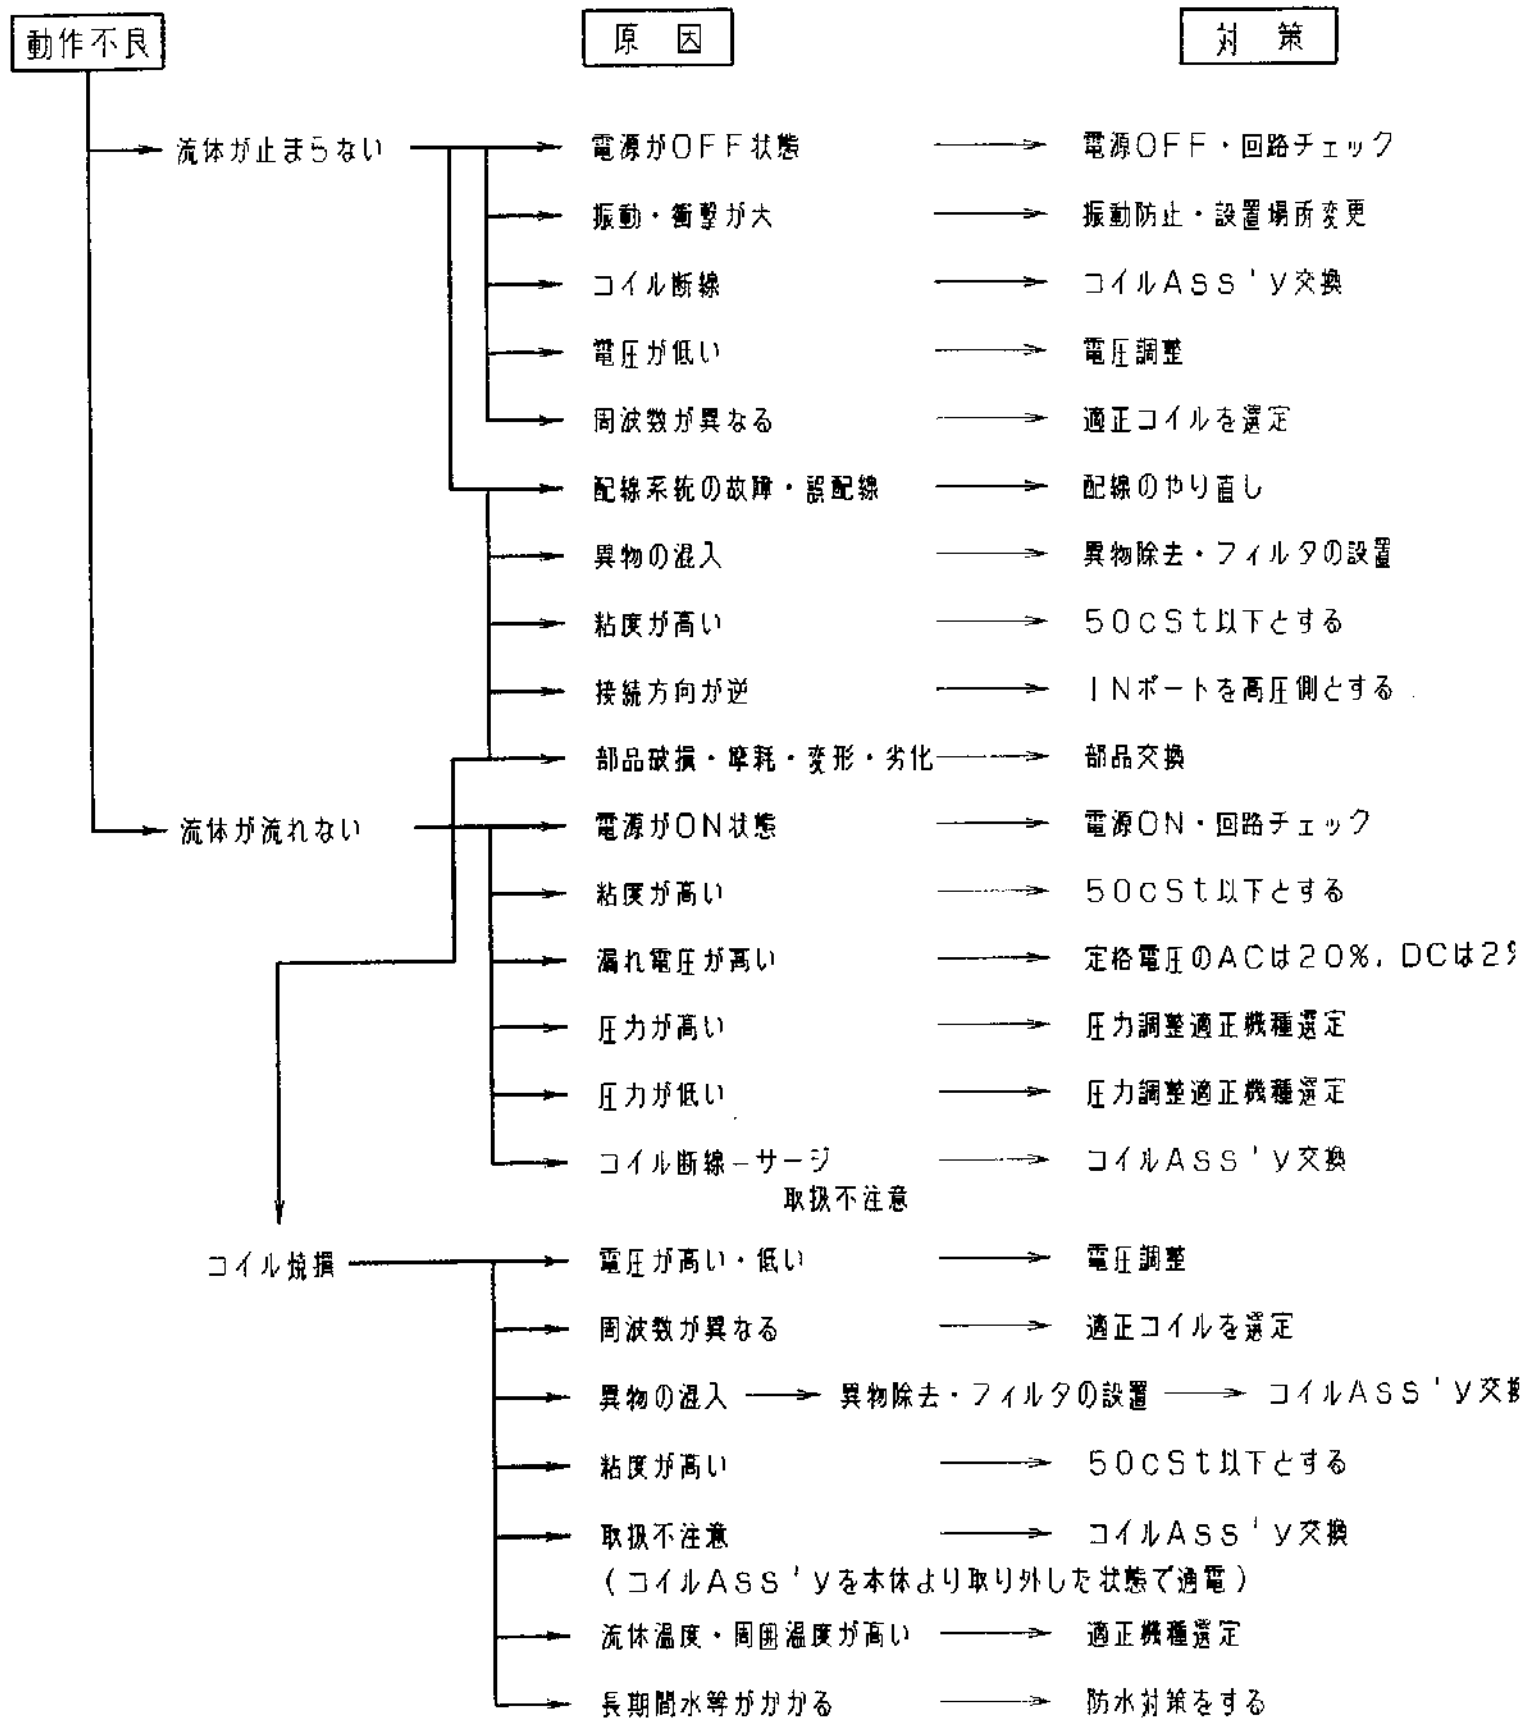 動作不良 原 因 対 策
流体が止まらない 電源がOFF状態 電源OFF・回路チェック
振動・衝撃が大 振動防止・設置場所変更
コイル断線 コイルAss'y交換
電圧が低い 電圧調整
周波数が異なる 適正コイルを選定
配線系統の故障・誤配線 配線のやり直し
異物の混入 異物除去・フィルタの設置
粘度が高い 50cSt以下とする
接続方向が逆 INポートを高圧側とする
部品破損・摩耗・変形・劣化 部品交換
流体が流れない 電源がON状態 電源ON・回路チェック
粘度が高い 50cSt以下とする
漏れ電圧が高い 定格電圧のACは20%,DCは2%
圧力が高い 圧力調整適正機種選定
圧力が低い 圧力調整適正機種選定
コイル断線-サージ コイルAss'y交換
取扱不注意
コイル焼損 電圧が高い・低い 電圧調整
周波数が異なる 適正コイルを選定
異物の混入 異物除去・フィルタの設置 コイルAss'y交換
粘度が高い 50cSt以下とする
取扱不注意 コイルAss'y交換
(コイルAss'yを本体より取り外した状態で通電)
流体温度・周囲温度が高い 適正機種選定
長期間水等がかかる 防水対策をする